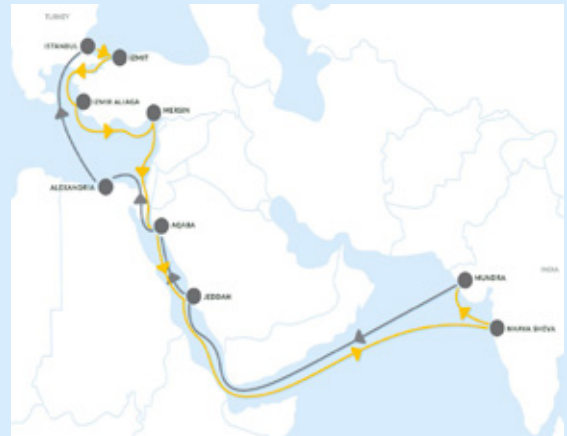 TURKEY
ISTANBUL
IZMIT
IZMIR ALIAGA
MERSIN
ALEXANDRIA
AQABA
JEDDAH
MUNDRA
INDIA
NHAVA SHEVA